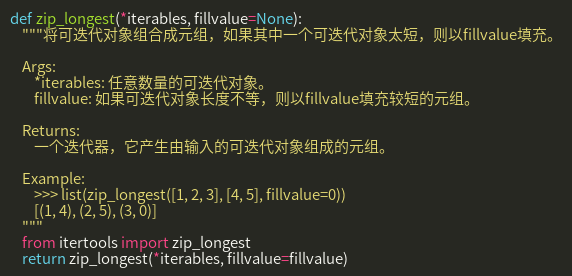 def zip_longest(*iterables, fillvalue=None):
"""将可迭代对象组合成元组，如果其中一个可迭代对象太短，则以fillvalue填充。
Args:
*iterables: 任意数量的可迭代对象。
fillvalue: 如果可迭代对象长度不等，则以fillvalue填充较短的元组。
Returns:
一个迭代器，它产生由输入的可迭代对象组成的元组。
Example:
>>> list(zip_longest([1, 2, 3], [4, 5], fillvalue=0))
[(1, 4), (2, 5), (3, 0)]
"""
from itertools import zip_longest
return zip_longest(*iterables, fillvalue=fillvalue)